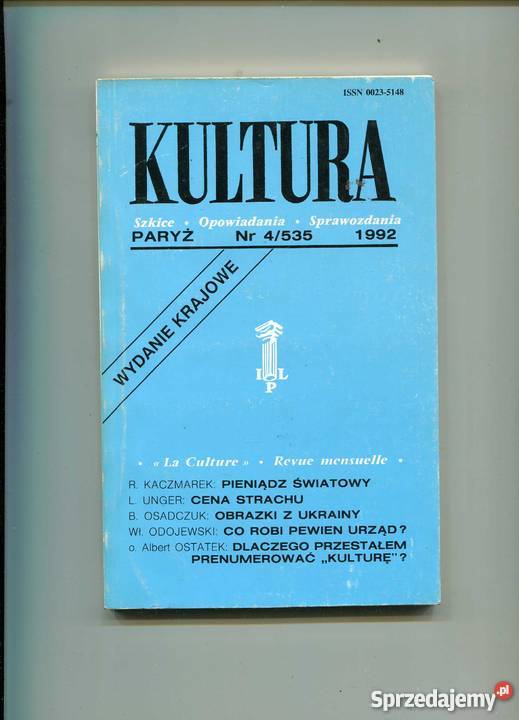 ISSN 0023-5148
KULTURA
Szkice • Opowiadania • Sprawozdania
PARYŻ Nr 4/535 1992
WYDANIE KRAJOWE
I L
P
• « La Culture » • Revue mensuelle •
R. KACZMAREK: PIENIĄDZ ŚWIATOWY
L. UNGER: CENA STRACHU
B. OSADCZUK: OBRAZKI Z UKRAINY
Wł. ODOJEWSKI: CO ROBI PEWIEN URZĄD?
o. Albert OSTATEK: DLACZEGO PRZESTAŁEM
PRENUMEROWAĆ „KULTURĘ”?
Sprzedajemy.pl